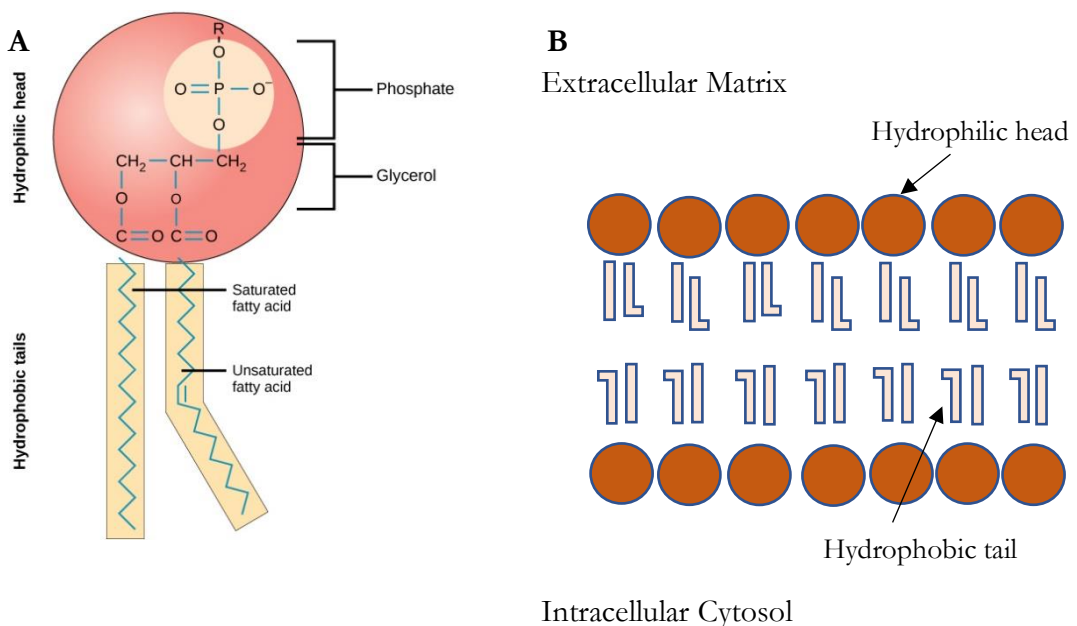 A
Hydrophilic head
Hydrophobic tails
R
O
O
P
O⁻
O
Phosphate
CH₂
CH
CH₂
Glycerol
O
O
C
O
C
O
Saturated
fatty acid
Unsaturated
fatty acid
B
Extracellular Matrix
Hydrophilic head
Hydrophobic tail
Intracellular Cytosol